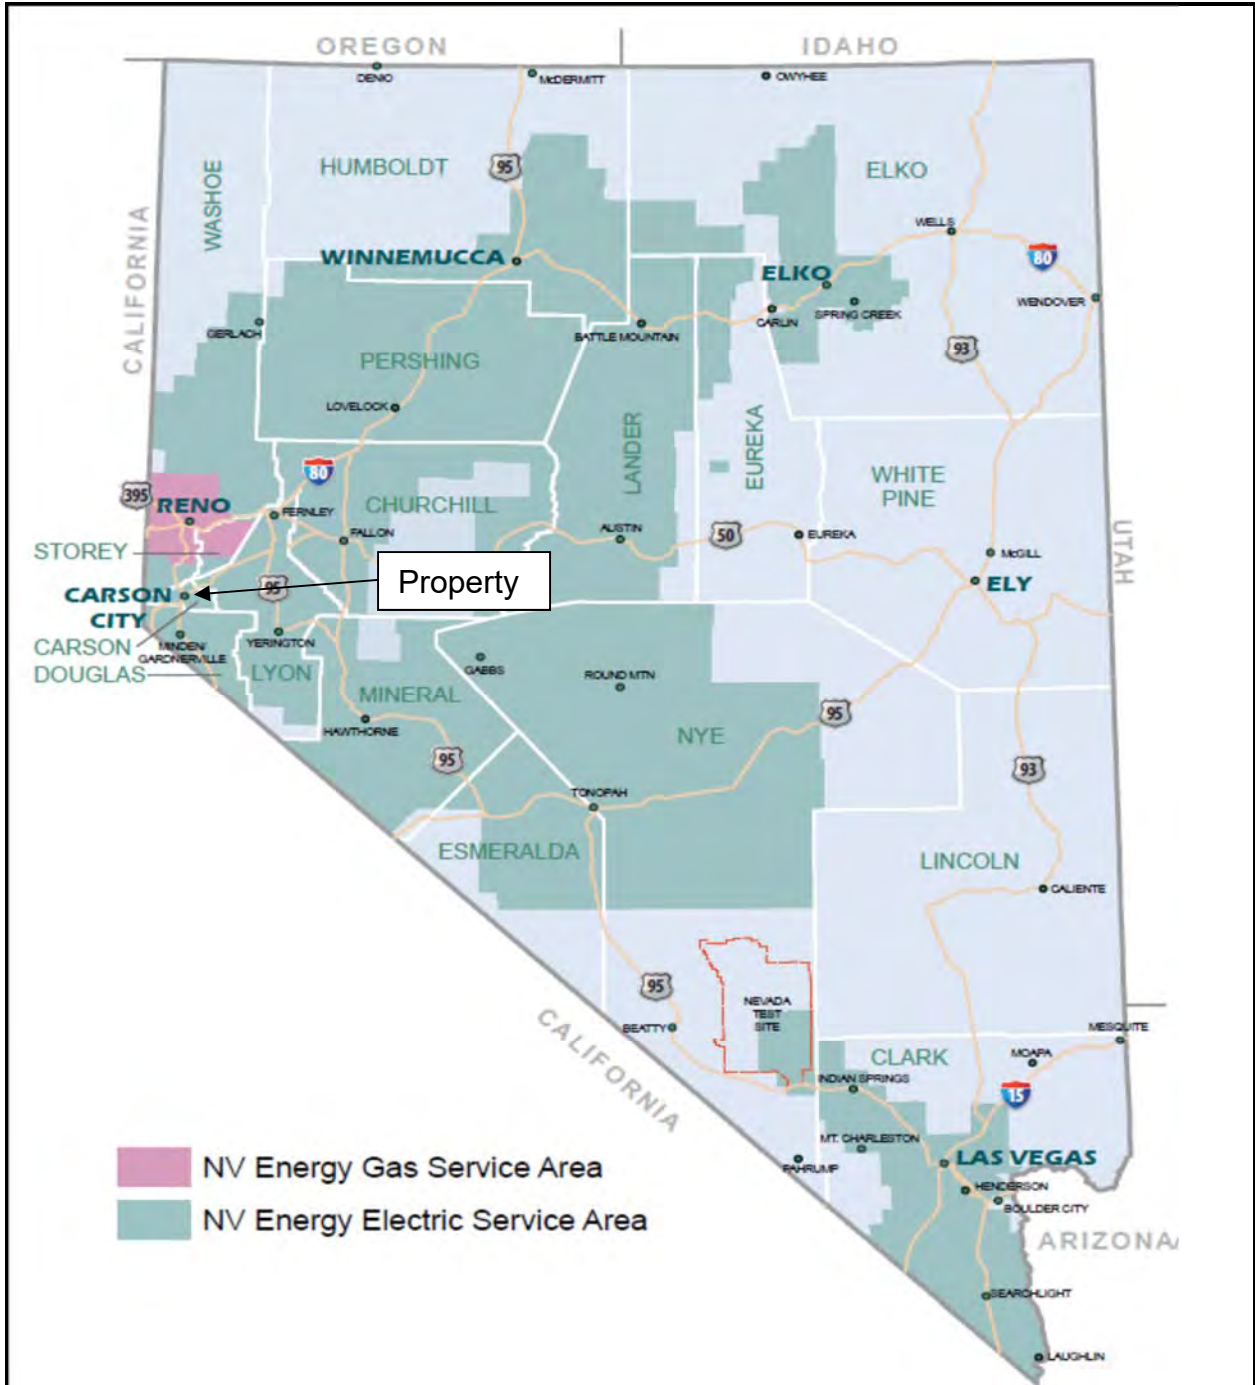 OREGON
IDAHO
DENIO
McDERMITT
OWYHEE
HUMBOLDT
95
ELKO
WASHOE
CALIFORNIA
WELLS
WINNEMUCCA
ELKO
80
WENDOVER
CARLIN
SPRING CREEK
GERLACH
BATTLE MOUNTAIN
93
PERSHING
LOVELOCK
LANDER
EUREKA
WHITE
PINE
80
395
RENO
CHURCHILL
FERNLEY
FALLON
AUSTIN
50
EUREKA
UTAH
STOREY
McGILL
Property
ELY
CARSON
CITY
95
MINDEN/
GARDNERVILLE
YERINGTON
CARSON
DOUGLAS
LYON
GABBS
ROUND MTN
MINERAL
HAWTHORNE
NYE
95
95
93
TONOPAH
ESMERALDA
LINCOLN
CALIENTE
95
NEVADA
TEST
SITE
BEATTY
CALIFORNIA
MESQUITE
CLARK
MOAPA
INDIAN SPRINGS
15
MT. CHARLESTON
PAHRUMP
LAS VEGAS
NV Energy Gas Service Area
HENDERSON
BOULDER CITY
NV Energy Electric Service Area
ARIZONA
SEARCHLIGHT
LAUGHLIN